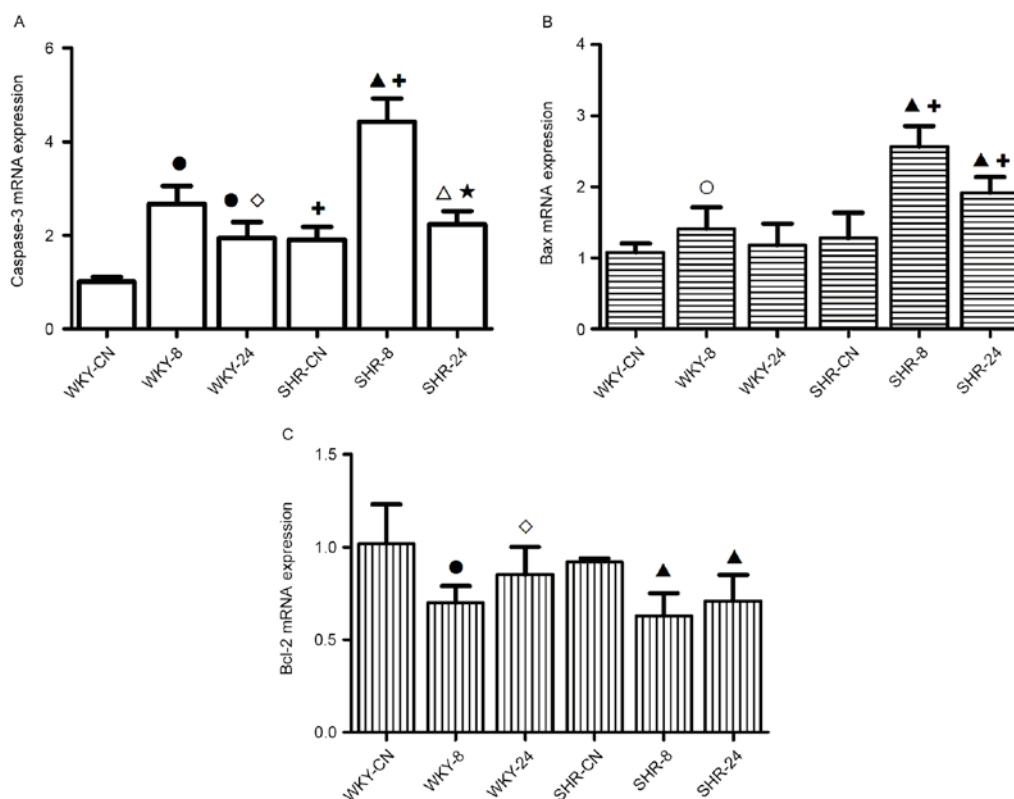 A
Caspase-3 mRNA expression
6
4
2
0
WKY-CN
WKY-8
WKY-24
SHR-CN
SHR-8
SHR-24
B
Bax mRNA expression
4
3
2
1
0
WKY-CN
WKY-8
WKY-24
SHR-CN
SHR-8
SHR-24
C
Bcl-2 mRNA expression
1.5
1.0
0.5
0.0
WKY-CN
WKY-8
WKY-24
SHR-CN
SHR-8
SHR-24